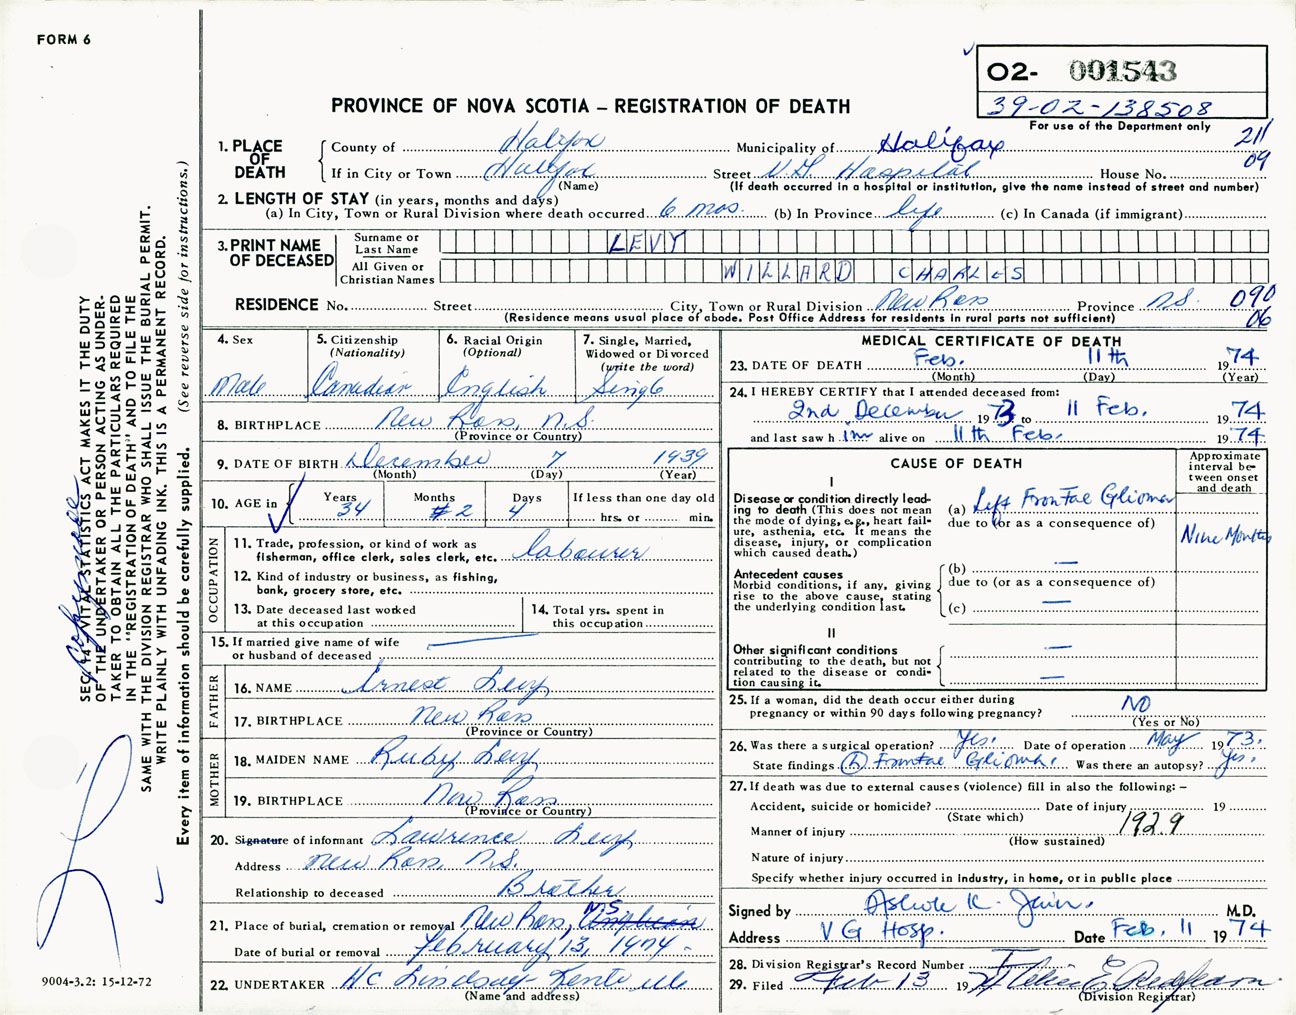 FORM 6
02- 001543
39-02-138508
For use of the Department only
PROVINCE OF NOVA SCOTIA – REGISTRATION OF DEATH
211
09
1. PLACE OF DEATH
County of Halifax Municipality of Halifax
If in City or Town Halifax Street V.G. Hospital House No.
(Name) (If death occurred in a hospital or institution, give the name instead of street and number)
2. LENGTH OF STAY (in years, months and days)
(a) In City, Town or Rural Division where death occurred 6 mos. (b) In Province life (c) In Canada (if immigrant)
3. PRINT NAME OF DECEASED
Surname or Last Name LEVY
All Given or Christian Names WILLARD CHARLES
RESIDENCE No. Street City, Town or Rural Division New Ross Province N.S. 090
(Residence means usual place of abode. Post Office Address for residents in rural parts not sufficient) 06
4. Sex Male
5. Citizenship (Nationality) Canadian
6. Racial Origin (Optional) English
7. Single, Married, Widowed or Divorced (write the word) Single
8. BIRTHPLACE New Ross, N.S.
(Province or Country)
9. DATE OF BIRTH December 7 1939
(Month) (Day) (Year)
10. AGE in Years 34 Months 2 Days 4 If less than one day old hrs. or min.
OCCUPATION
11. Trade, profession, or kind of work as fisherman, office clerk, sales clerk, etc. labourer
12. Kind of industry or business, as fishing, bank, grocery store, etc.
13. Date deceased last worked at this occupation
14. Total yrs. spent in this occupation
15. If married give name of wife or husband of deceased
FATHER
16. NAME Ernest Levy
17. BIRTHPLACE New Ross
(Province or Country)
MOTHER
18. MAIDEN NAME Ruby Levy
19. BIRTHPLACE New Ross
(Province or Country)
20. Signature of informant Lawrence Levy
Address New Ross, N.S.
Relationship to deceased Brother
21. Place of burial, cremation or removal New Ross, NS
Date of burial or removal February 13, 1974
22. UNDERTAKER HC Lindsay Kentville
(Name and address)
MEDICAL CERTIFICATE OF DEATH
23. DATE OF DEATH Feb. 11th 1974
(Month) (Day) (Year)
24. I HEREBY CERTIFY that I attended deceased from:
2nd December 1973 to 11 Feb. 1974
and last saw him alive on 11th Feb. 1974
CAUSE OF DEATH
Approximate interval between onset and death
I
Disease or condition directly leading to death (This does not mean the mode of dying, e.g., heart failure, asthenia, etc. It means the disease, injury, or complication which caused death.)
(a) Left Frontal Glioma
due to (or as a consequence of)
Nine Months
Antecedent causes
Morbid conditions, if any, giving rise to the above cause, stating the underlying condition last.
(b) —
due to (or as a consequence of)
(c) —
II
Other significant conditions
contributing to the death, but not related to the disease or condition causing it.
—
—
25. If a woman, did the death occur either during pregnancy or within 90 days following pregnancy? NO
(Yes or No)
26. Was there a surgical operation? Yes. Date of operation May 1973.
State findings (L) Frontal Glioma. Was there an autopsy? Yes.
27. If death was due to external causes (violence) fill in also the following: –
Accident, suicide or homicide? Date of injury 19
(State which)
Manner of injury 1929
(How sustained)
Nature of injury
Specify whether injury occurred in Industry, in home, or in public place
Signed by Ashok K. Jain. M.D.
Address V G Hosp. Date Feb. 11 1974
28. Division Registrar's Record Number
29. Filed Feb 13 19
(Division Registrar)
SEC. 14 – VITAL STATISTICS ACT MAKES IT THE DUTY
OF THE UNDERTAKER OR PERSON ACTING AS UNDERTAKER TO OBTAIN ALL THE PARTICULARS REQUIRED
IN THE "REGISTRATION OF DEATH" AND TO FILE THE
SAME WITH THE DIVISION REGISTRAR WHO SHALL ISSUE THE BURIAL PERMIT.
WRITE PLAINLY WITH UNFADING INK. THIS IS A PERMANENT RECORD.
Every item of information should be carefully supplied. (See reverse side for instructions.)
9004-3.2: 15-12-72